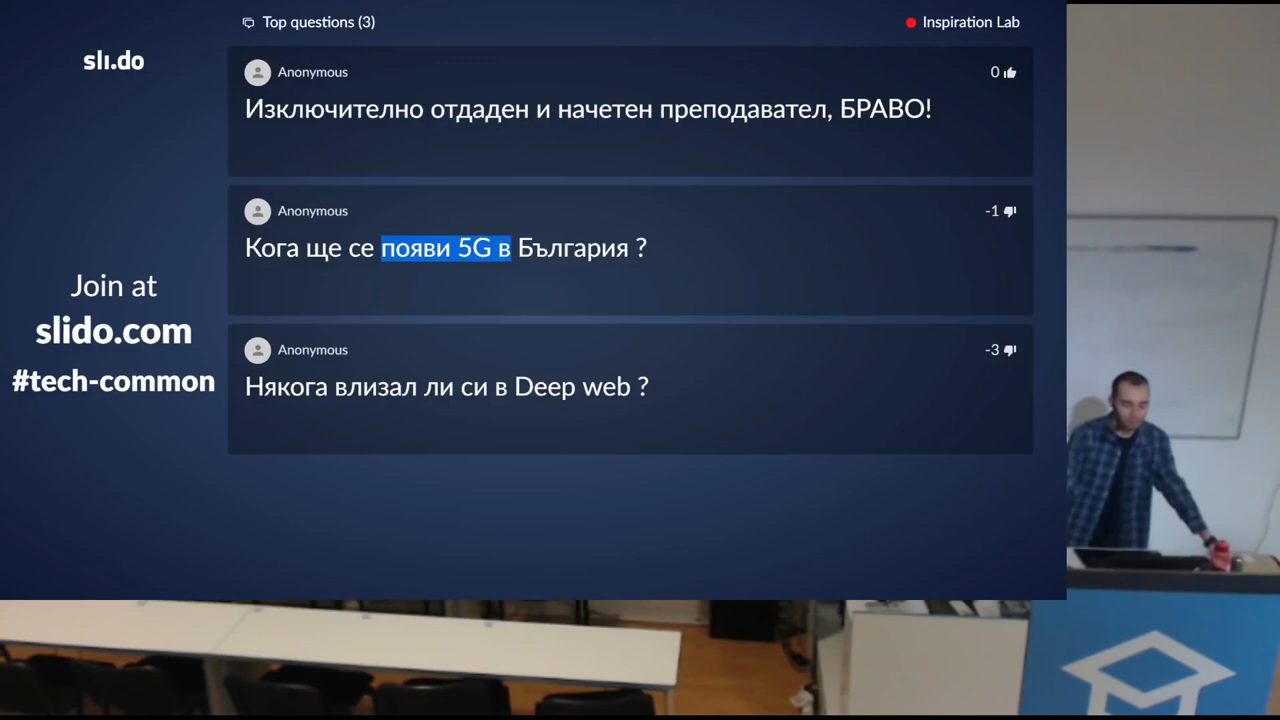 Top questions (3)
Inspiration Lab
sli.do
Anonymous
0
Изключително отдаден и начетен преподавател, БРАВО!
Anonymous
-1
Кога ще се появи 5G в България ?
Anonymous
-3
Някога влизал ли си в Deep web ?
Join at
slido.com
#tech-common